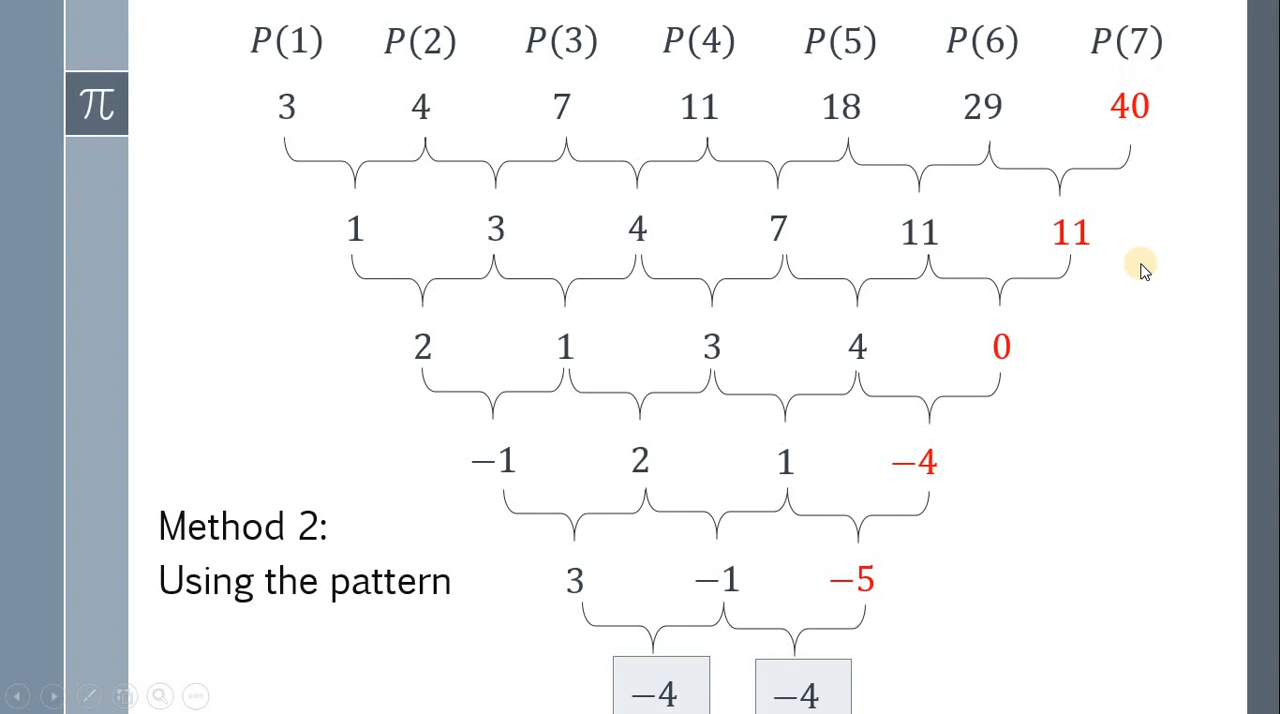 P(1) P(2) P(3) P(4) P(5) P(6) P(7)
π
3 4 7 11 18 29 40
1 3 4 7 11 11
2 1 3 4 0
−1 2 1 −4
Method 2:
Using the pattern
3 −1 −5
−4 −4